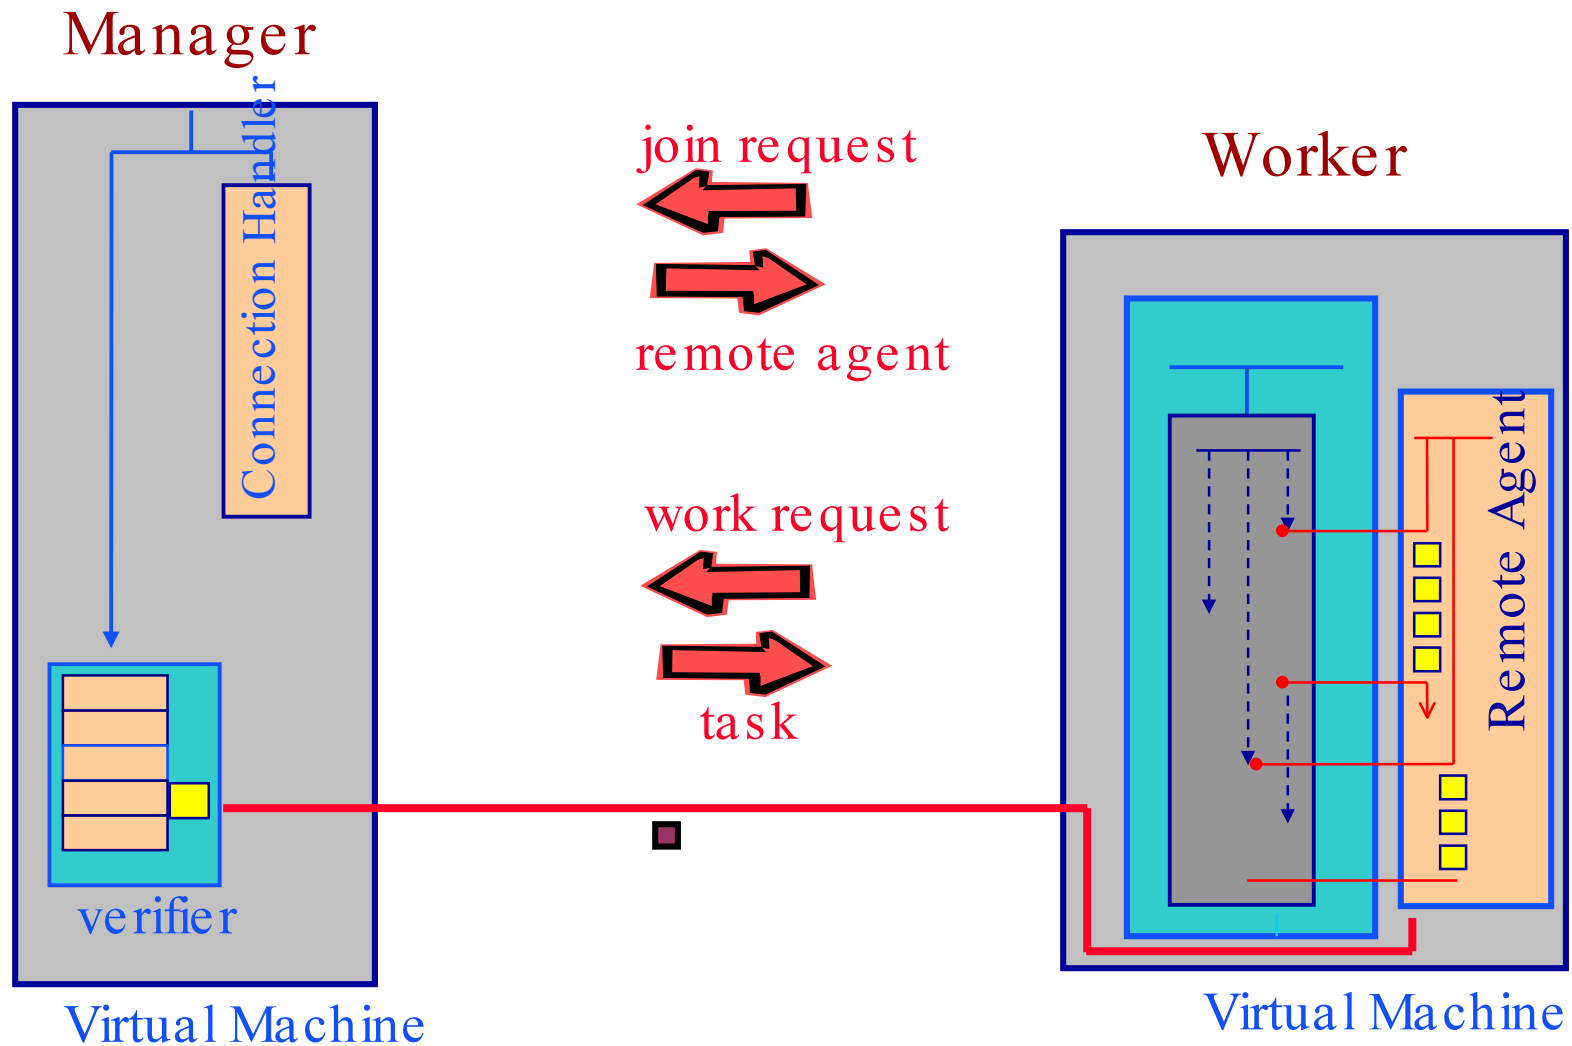 Manager
Connection Handler
join request
Worker
remote agent
Remote Agent
work request
task
verifier
Virtual Machine
Virtual Machine